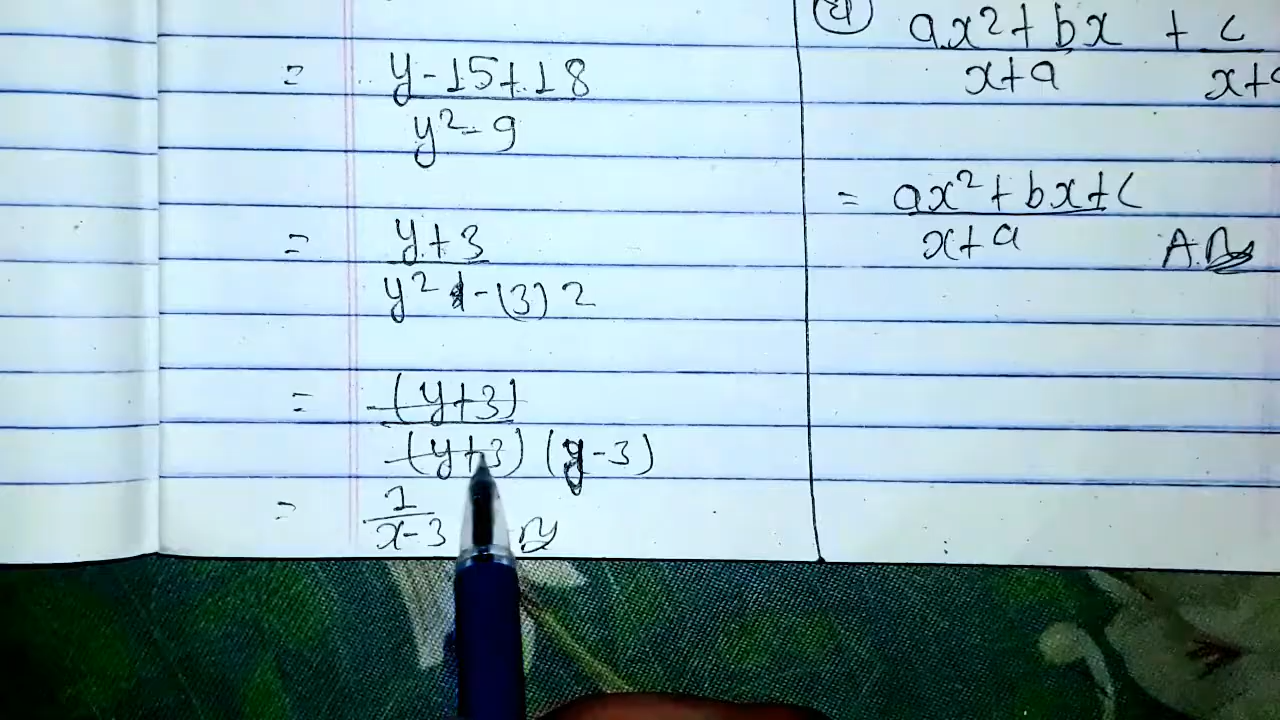 = y-15+18
y²-9
= y+3
y² -(3)2
= (y+3)
(y+3) (y-3)
= 1
x-3
(घ) ax²+bx + c
x+a x+a
= ax²+bx+c
x+a